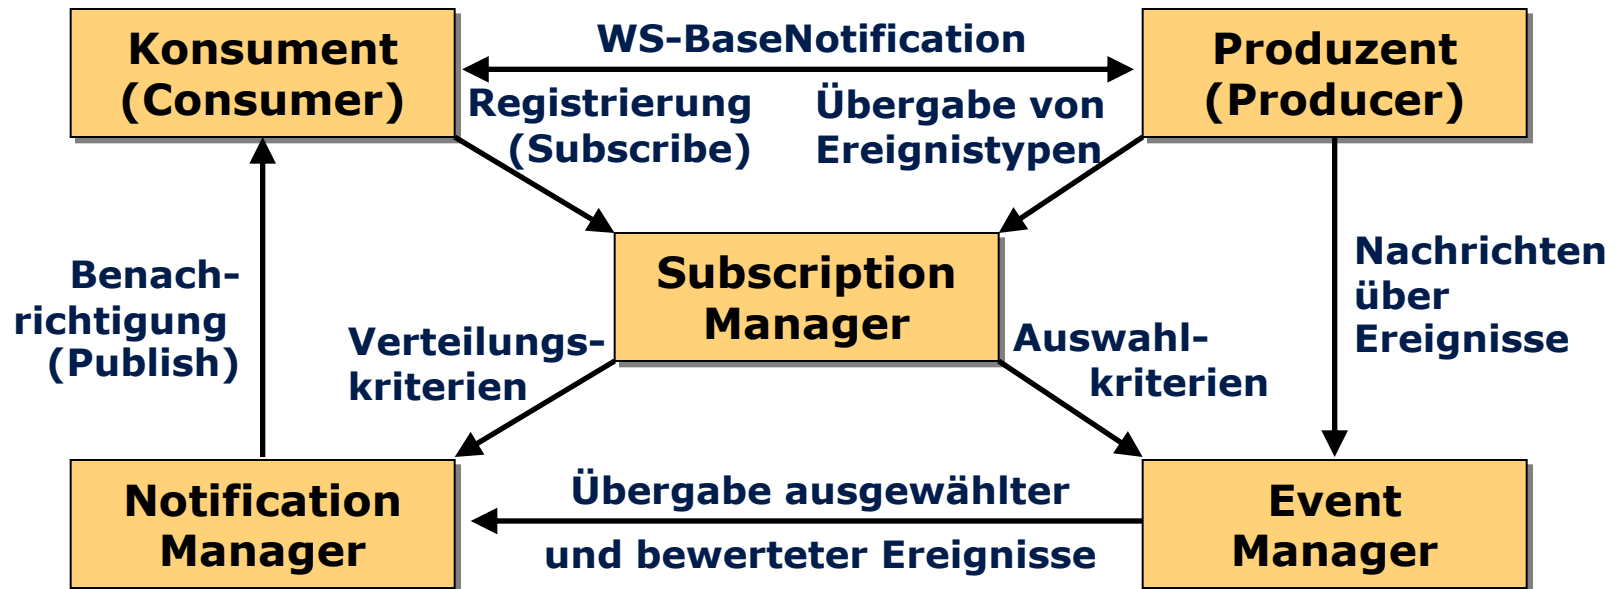 Konsument
(Consumer)
WS-BaseNotification
Produzent
(Producer)
Registrierung
(Subscribe)
Übergabe von
Ereignistypen
Subscription
Manager
Benach-
richtigung
(Publish)
Verteilungs-
kriterien
Auswahl-
kriterien
Nachrichten
über
Ereignisse
Notification
Manager
Übergabe ausgewählter
und bewerteter Ereignisse
Event
Manager